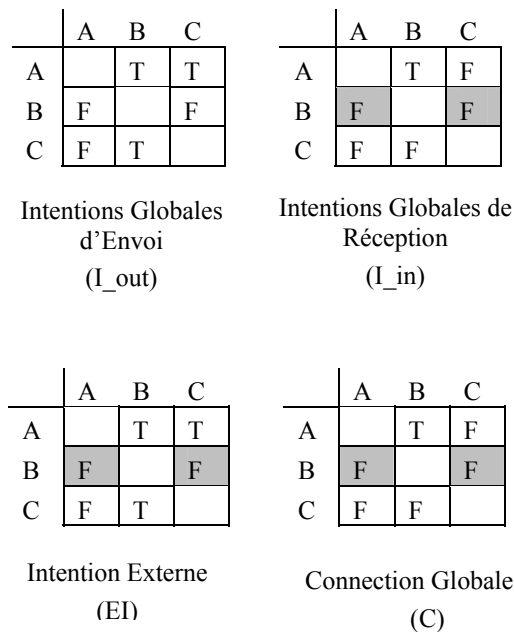 A B C
A T T
B F F
C F T
Intentions Globales
d'Envoi
(I_out)
A B C
A T F
B F F
C F F
Intentions Globales de
Réception
(I_in)
A B C
A T T
B F F
C F T
Intention Externe
(EI)
A B C
A T F
B F F
C F F
Connection Globale
(C)